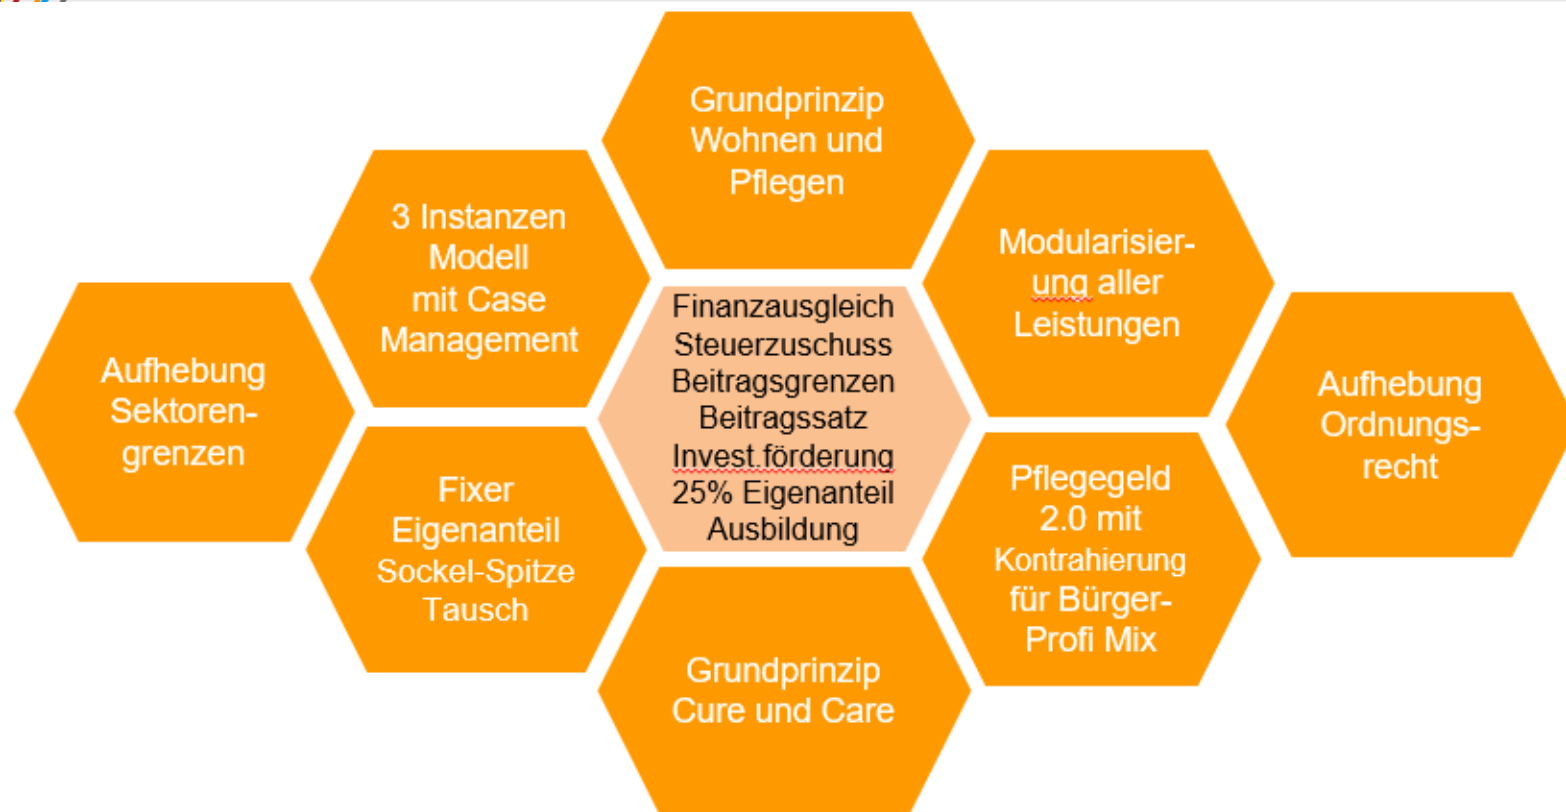 Grundprinzip
Wohnen und
Pflegen
3 Instanzen
Modell
mit Case
Management
Modularisier-
ung aller
Leistungen
Aufhebung
Sektoren-
grenzen
Finanzausgleich
Steuerzuschuss
Beitragsgrenzen
Beitragssatz
Invest.förderung
25% Eigenanteil
Ausbildung
Aufhebung
Ordnungs-
recht
Fixer
Eigenanteil
Sockel-Spitze
Tausch
Pflegegeld
2.0 mit
Kontrahierung
für Bürger-
Profi Mix
Grundprinzip
Cure und Care